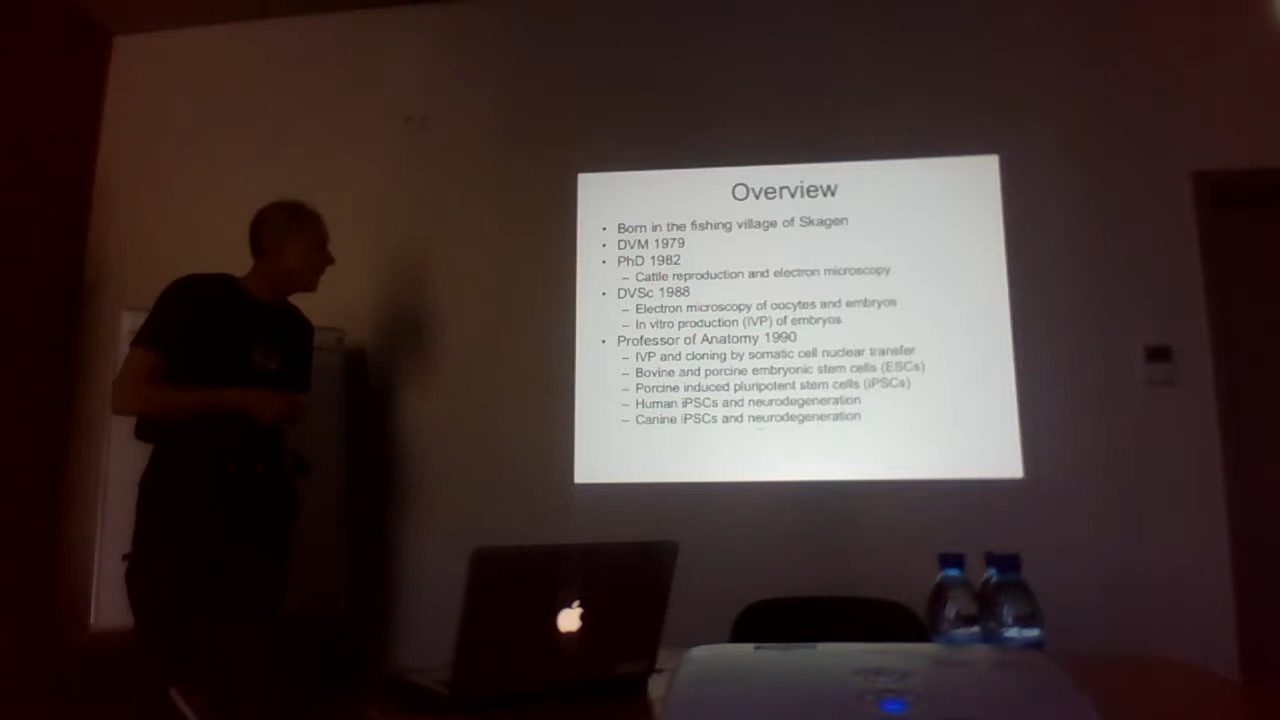 Overview
• Born in the fishing village of Skagen
• DVM 1979
• PhD 1982
– Cattle reproduction and electron microscopy
• DVSc 1988
– Electron microscopy of oocytes and embryos
– In vitro production (IVP) of embryos
• Professor of Anatomy 1990
– IVP and cloning by somatic cell nuclear transfer
– Bovine and porcine embryonic stem cells (ESCs)
– Porcine induced pluripotent stem cells (iPSCs)
– Human iPSCs and neurodegeneration
– Canine iPSCs and neurodegeneration